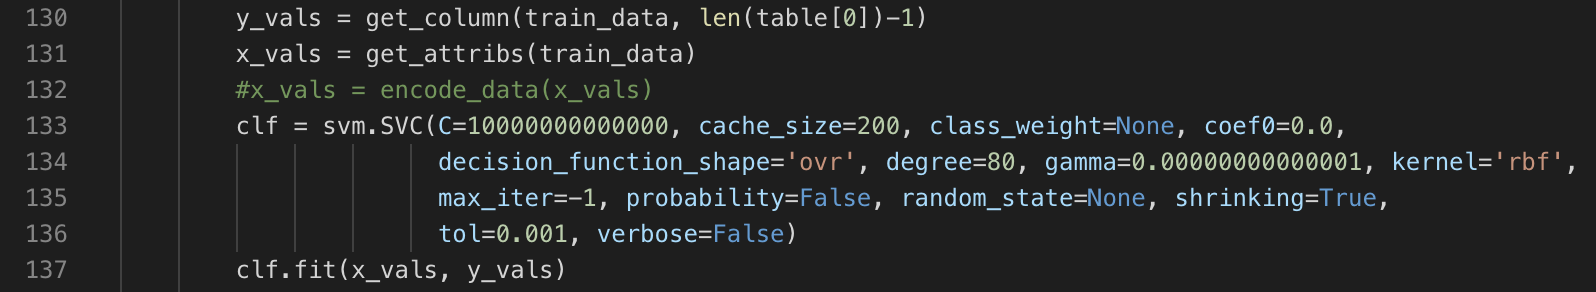 130 y_vals = get_column(train_data, len(table[0])-1)
131 x_vals = get_attribs(train_data)
132 #x_vals = encode_data(x_vals)
133 clf = svm.SVC(C=10000000000000, cache_size=200, class_weight=None, coef0=0.0,
134 decision_function_shape='ovr', degree=80, gamma=0.00000000000001, kernel='rbf',
135 max_iter=-1, probability=False, random_state=None, shrinking=True,
136 tol=0.001, verbose=False)
137 clf.fit(x_vals, y_vals)